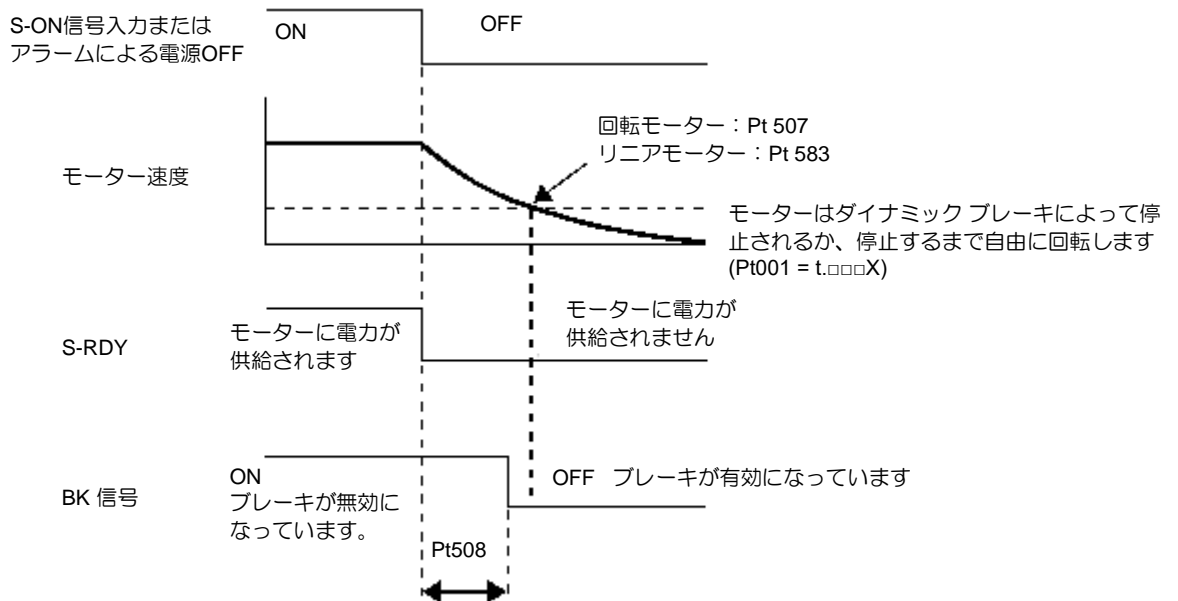 S-ON信号入力または
アラームによる電源OFF
ON
OFF
回転モーター：Pt 507
リニアモーター：Pt 583
モーター速度
モーターはダイナミック ブレーキによって停
止されるか、停止するまで自由に回転します
(Pt001 = t.□□□X)
S-RDY
モーターに電力が
供給されます
モーターに電力が
供給されません
BK 信号
ON
ブレーキが無効に
なっています。
OFF ブレーキが有効になっています
Pt508